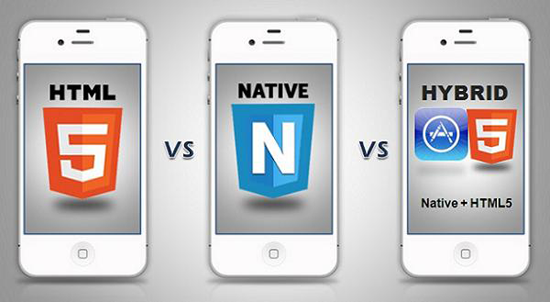 HTML
5
VS
NATIVE
N
VS
HYBRID
5
Native + HTML5